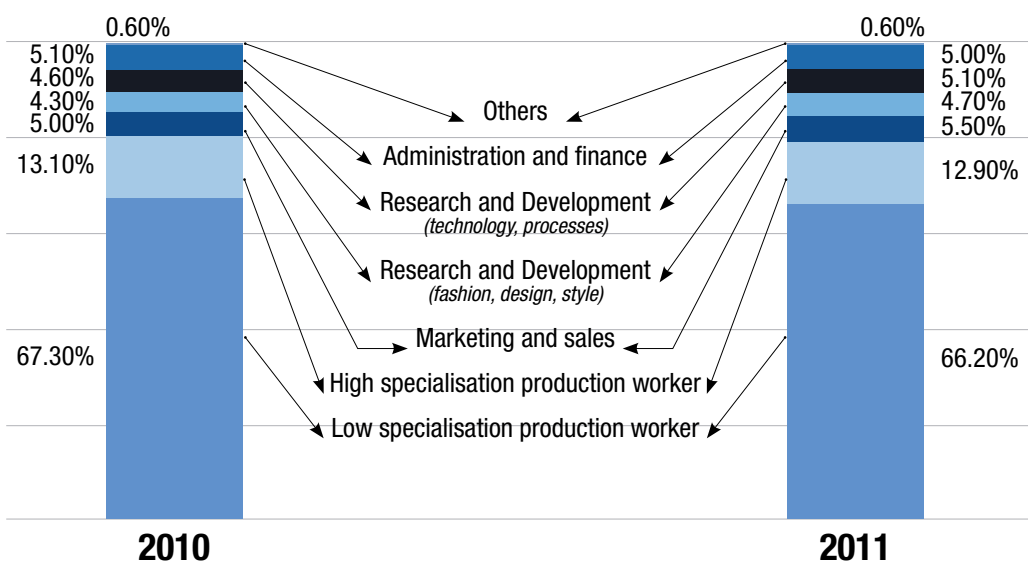 0.60%
5.10%
4.60%
4.30%
5.00%
13.10%
67.30%
Others
Administration and finance
Research and Development
(technology, processes)
Research and Development
(fashion, design, style)
Marketing and sales
High specialisation production worker
Low specialisation production worker
0.60%
5.00%
5.10%
4.70%
5.50%
12.90%
66.20%
2010
2011